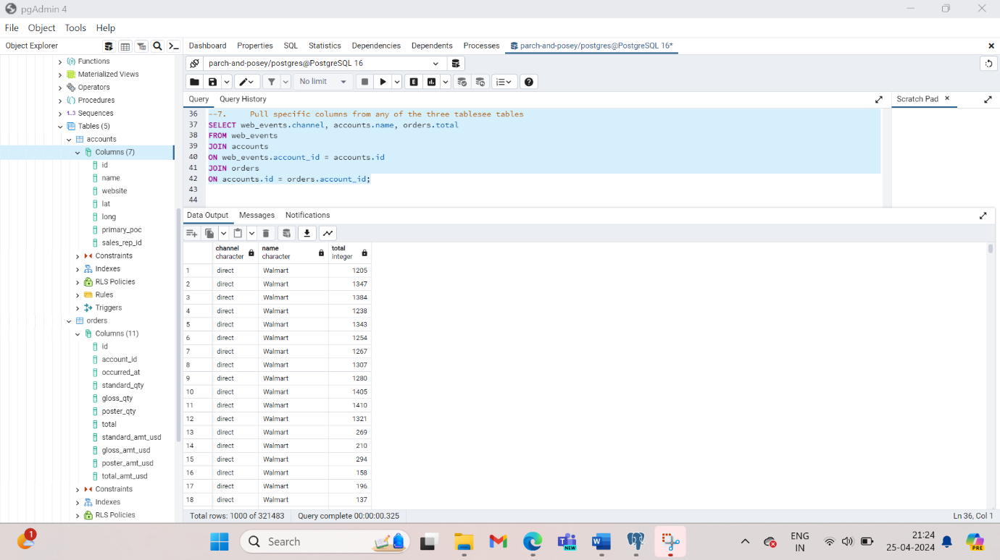 pgAdmin 4
File Object Tools Help
Object Explorer
Dashboard Properties SQL Statistics Dependencies Dependents Processes parch-and-posey/postgres@PostgreSQL 16*
Functions
Materialized Views
Operators
Procedures
1..3 Sequences
Tables (5)
accounts
Columns (7)
id
name
website
lat
long
primary_poc
sales_rep_id
Constraints
Indexes
RLS Policies
Rules
Triggers
orders
Columns (11)
id
account_id
occurred_at
standard_qty
gloss_qty
poster_qty
total
standard_amt_usd
gloss_amt_usd
poster_amt_usd
total_amt_usd
Constraints
Indexes
RLS Policies
parch-and-posey/postgres@PostgreSQL 16
No limit
E
Query Query History
Scratch Pad
36 --7. Pull specific columns from any of the three tablesee tables
37 SELECT web_events.channel, accounts.name, orders.total
38 FROM web_events
39 JOIN accounts
40 ON web_events.account_id = accounts.id
41 JOIN orders
42 ON accounts.id = orders.account_id;
43
44
Data Output Messages Notifications
channel name total
character character integer
1 direct Walmart 1205
2 direct Walmart 1347
3 direct Walmart 1384
4 direct Walmart 1238
5 direct Walmart 1343
6 direct Walmart 1254
7 direct Walmart 1267
8 direct Walmart 1307
9 direct Walmart 1280
10 direct Walmart 1405
11 direct Walmart 1410
12 direct Walmart 1321
13 direct Walmart 269
14 direct Walmart 210
15 direct Walmart 294
16 direct Walmart 158
17 direct Walmart 196
18 direct Walmart 137
Total rows: 1000 of 321483 Query complete 00:00:00.325 Ln 36, Col 1
1
Search
NEW
W
ENG
IN
21:24
25-04-2024
PRE